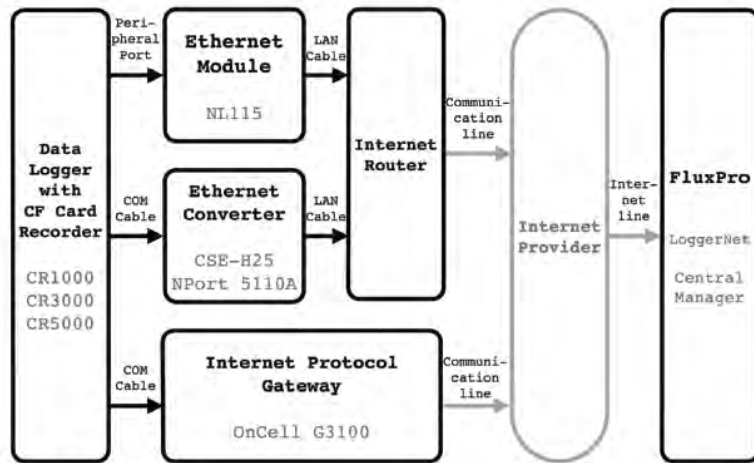 Data
Logger
with
CF Card
Recorder
CR1000
CR3000
CR5000
Peri-
pheral
Port
Ethernet
Module
NL115
LAN
Cable
COM
Cable
Ethernet
Converter
CSE-H25
NPort 5110A
LAN
Cable
Internet
Router
Communi-
cation
line
COM
Cable
Internet Protocol
Gateway
OnCell G3100
Communi-
cation
line
Internet
Provider
Inter-
net
line
FluxPro
LoggerNet
Central
Manager